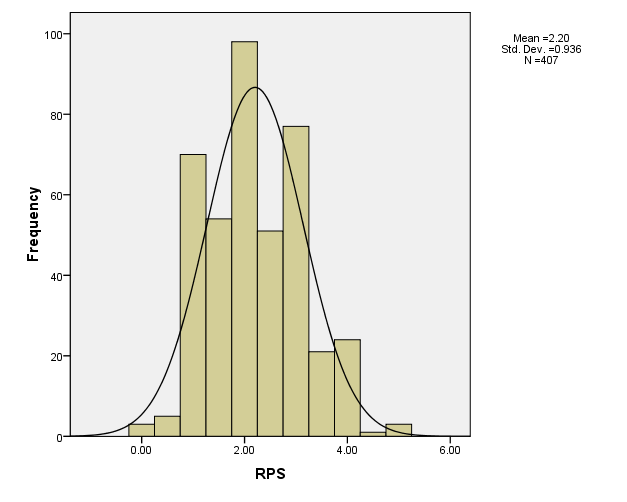 Mean =2.20
Std. Dev. =0.936
N =407
Frequency
100
80
60
40
20
0
0.00 2.00 4.00 6.00
RPS